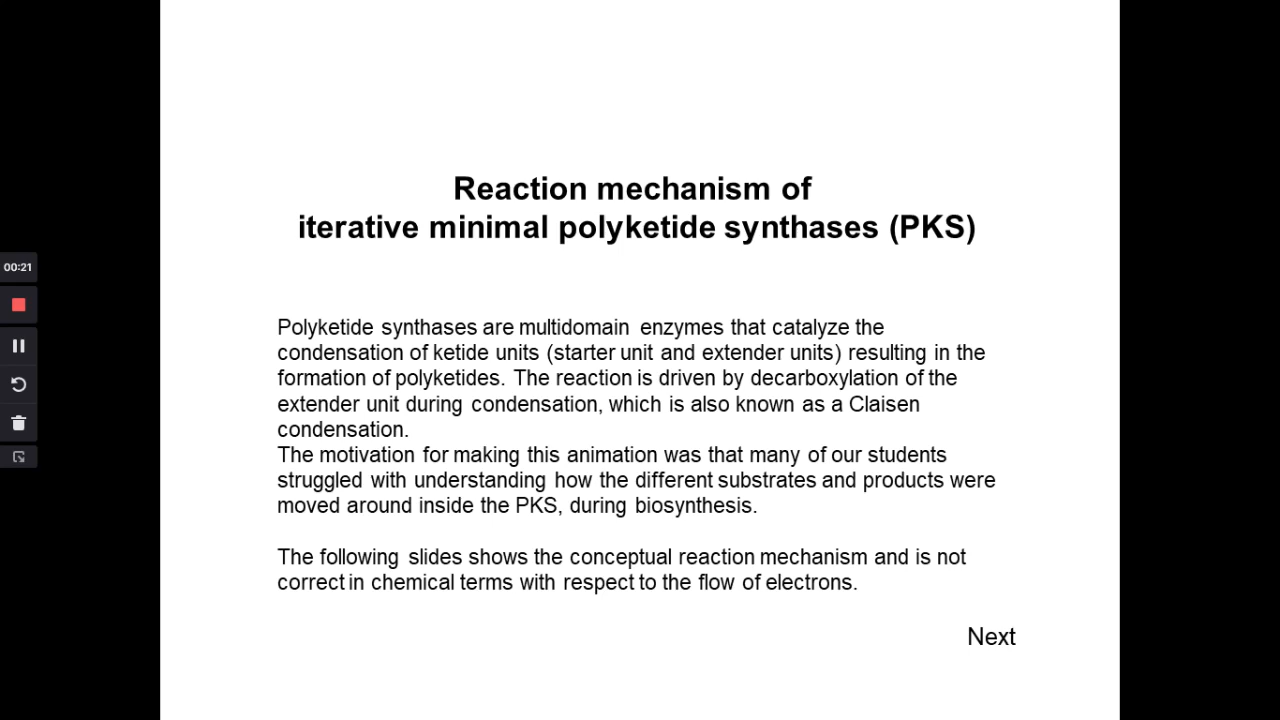 Reaction mechanism of
iterative minimal polyketide synthases (PKS)
00:21
Polyketide synthases are multidomain enzymes that catalyze the
condensation of ketide units (starter unit and extender units) resulting in the
formation of polyketides. The reaction is driven by decarboxylation of the
extender unit during condensation, which is also known as a Claisen
condensation.
The motivation for making this animation was that many of our students
struggled with understanding how the different substrates and products were
moved around inside the PKS, during biosynthesis.
The following slides shows the conceptual reaction mechanism and is not
correct in chemical terms with respect to the flow of electrons.
Next